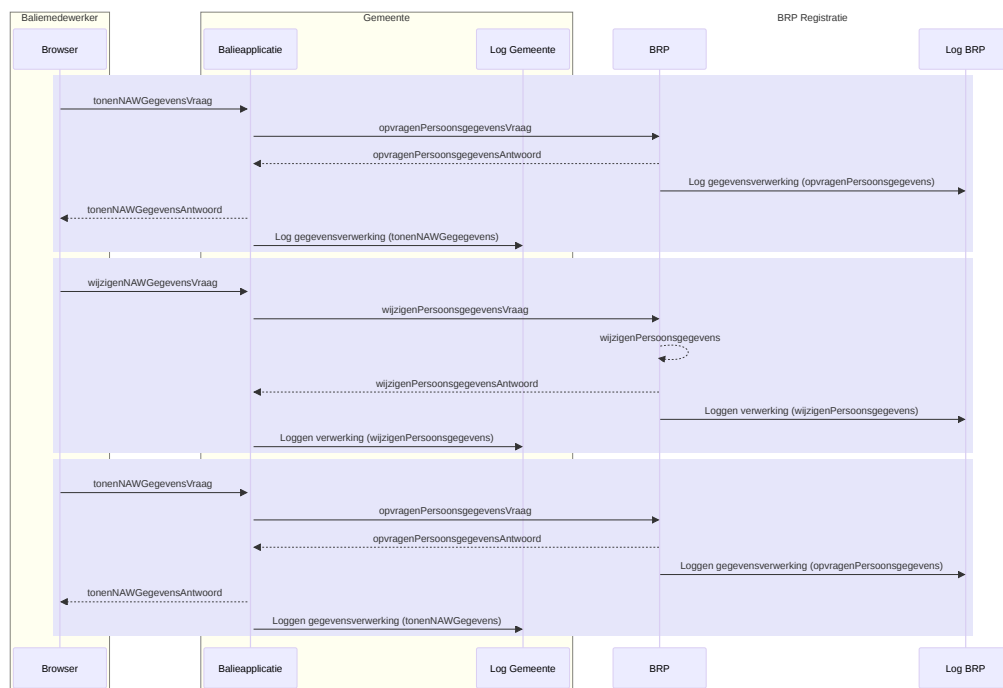 Baliemedewerker
Gemeente
BRP Registratie
Browser
Balieapplicatie
Log Gemeente
BRP
Log BRP
tonenNAWGegevensVraag
opvragenPersoonsgegevensVraag
opvragenPersoonsgegevensAntwoord
Log gegevensverwerking (opvragenPersoonsgegevens)
tonenNAWGegevensAntwoord
Log gegevensverwerking (tonenNAWGegegevens)
wijzigenNAWGegevensVraag
wijzigenPersoonsgegevensVraag
wijzigenPersoonsgegevens
wijzigenPersoonsgegevensAntwoord
Loggen verwerking (wijzigenPersoonsgegevens)
Loggen verwerking (wijzigenPersoonsgegevens)
tonenNAWGegevensVraag
opvragenPersoonsgegevensVraag
opvragenPersoonsgegevensAntwoord
Loggen gegevensverwerking (opvragenPersoonsgegevens)
tonenNAWGegevensAntwoord
Loggen gegevensverwerking (tonenNAWGegevens)
Browser
Balieapplicatie
Log Gemeente
BRP
Log BRP